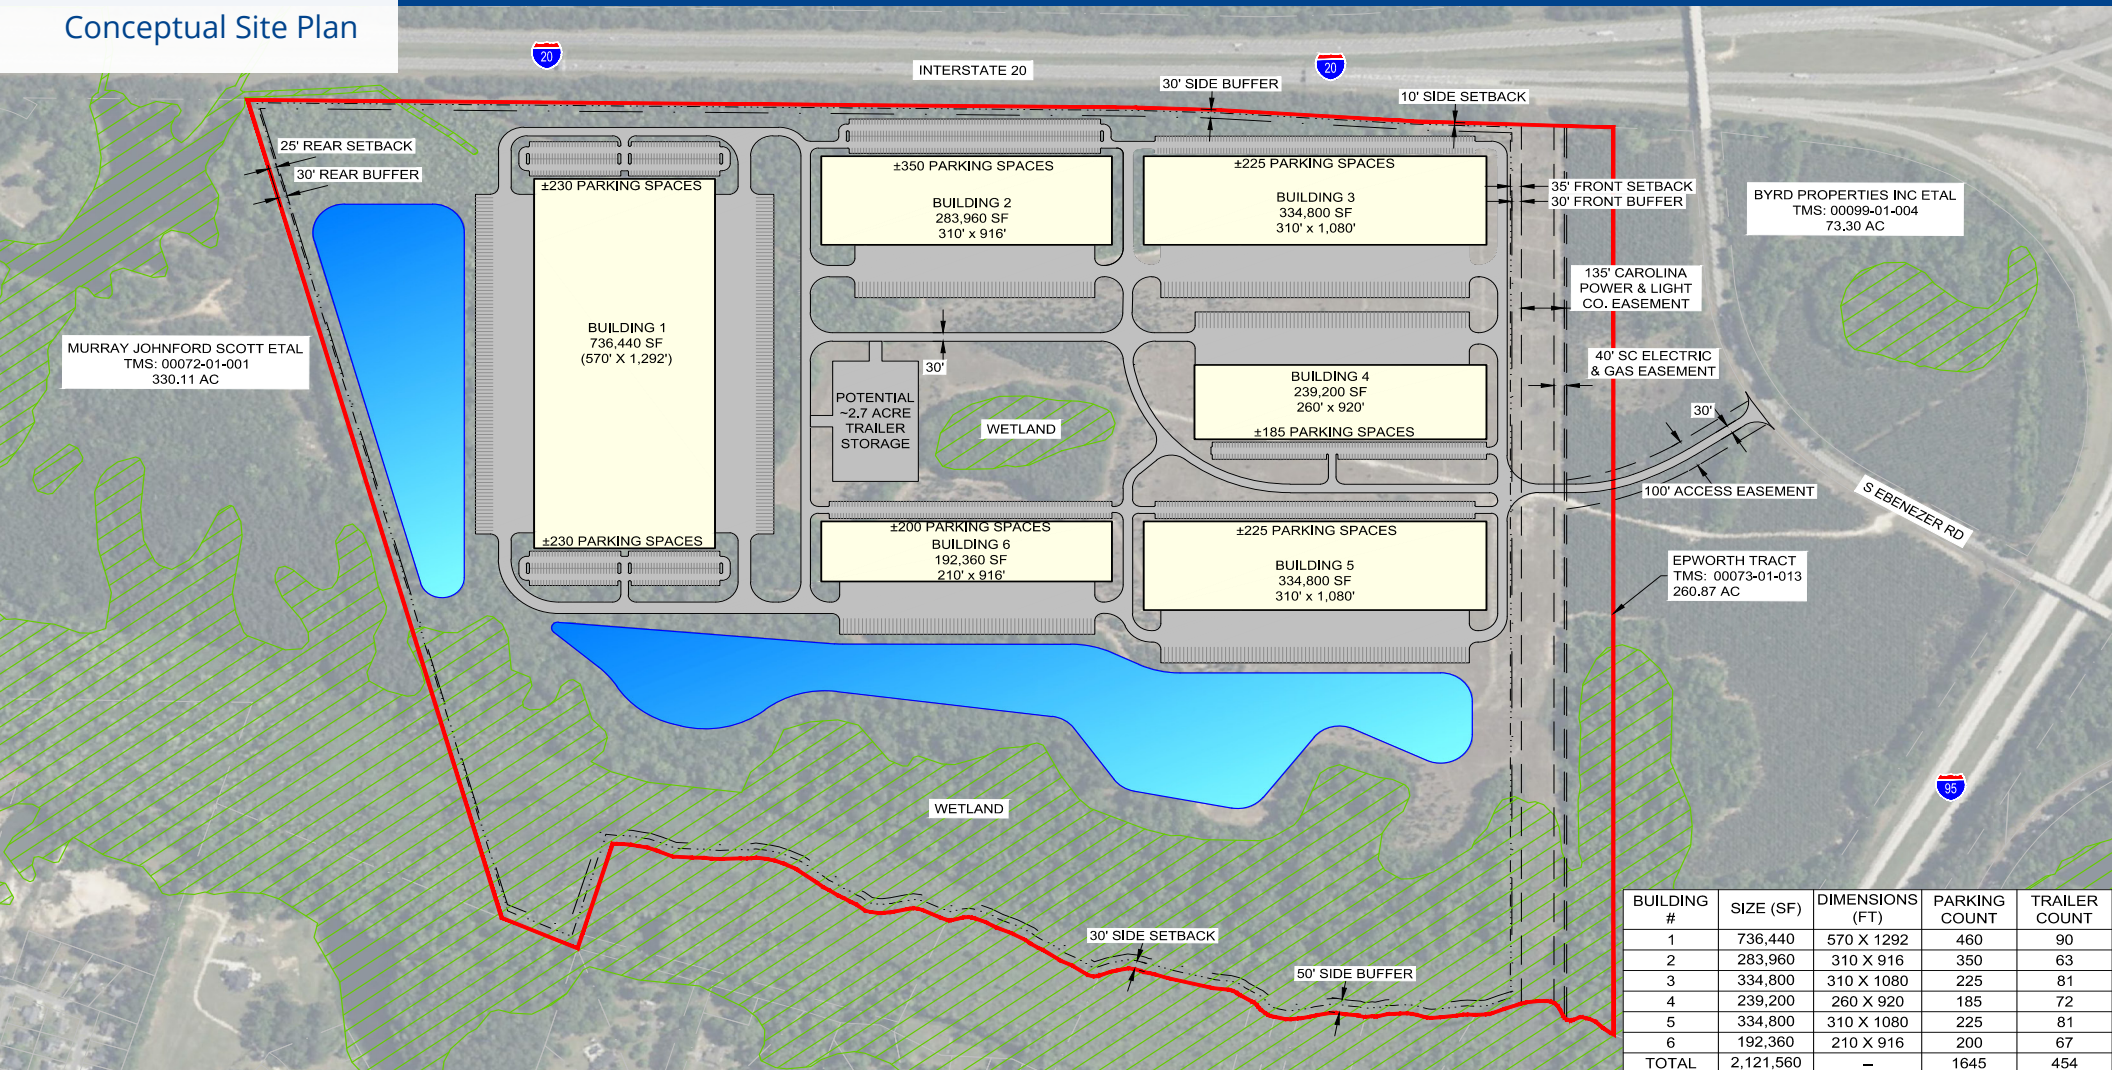 Conceptual Site Plan
20
INTERSTATE 20
20
30' SIDE BUFFER
10' SIDE SETBACK
25' REAR SETBACK
30' REAR BUFFER
±230 PARKING SPACES
BUILDING 1
736,440 SF
(570' X 1,292')
±230 PARKING SPACES
±350 PARKING SPACES
BUILDING 2
283,960 SF
310' x 916'
±225 PARKING SPACES
BUILDING 3
334,800 SF
310' x 1,080'
35' FRONT SETBACK
30' FRONT BUFFER
BYRD PROPERTIES INC ETAL
TMS: 00099-01-004
73.30 AC
135' CAROLINA
POWER & LIGHT
CO. EASEMENT
MURRAY JOHNFORD SCOTT ETAL
TMS: 00072-01-001
330.11 AC
30'
POTENTIAL
~2.7 ACRE
TRAILER
STORAGE
WETLAND
BUILDING 4
239,200 SF
260' x 920'
±185 PARKING SPACES
40' SC ELECTRIC
& GAS EASEMENT
30'
100' ACCESS EASEMENT
S EBENEZER RD
±200 PARKING SPACES
BUILDING 6
192,360 SF
210' x 916'
±225 PARKING SPACES
BUILDING 5
334,800 SF
310' x 1,080'
EPWORTH TRACT
TMS: 00073-01-013
260.87 AC
95
WETLAND
30' SIDE SETBACK
50' SIDE BUFFER
BUILDING # SIZE (SF) DIMENSIONS (FT) PARKING COUNT TRAILER COUNT
1 736,440 570 X 1292 460 90
2 283,960 310 X 916 350 63
3 334,800 310 X 1080 225 81
4 239,200 260 X 920 185 72
5 334,800 310 X 1080 225 81
6 192,360 210 X 916 200 67
TOTAL 2,121,560 – 1645 454